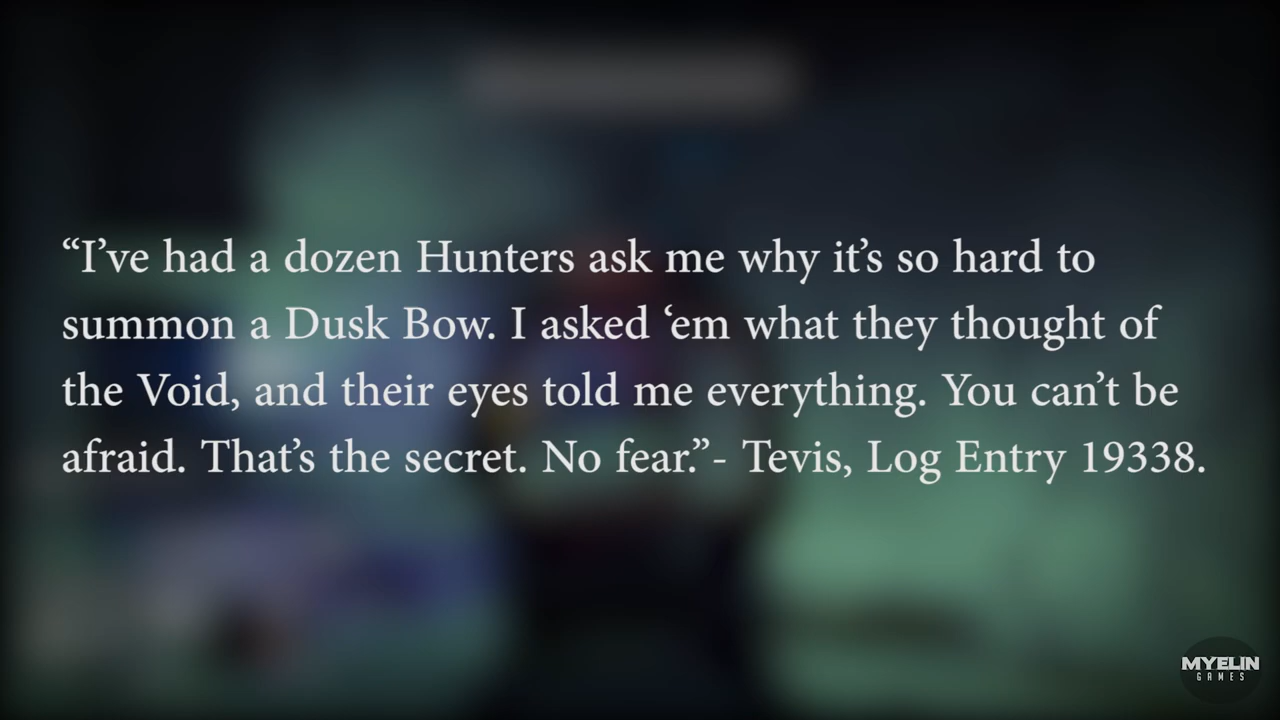 “I’ve had a dozen Hunters ask me why it’s so hard to
summon a Dusk Bow. I asked ‘em what they thought of
the Void, and their eyes told me everything. You can’t be
afraid. That’s the secret. No fear.”- Tevis, Log Entry 19338.
MYELIN
GAMES